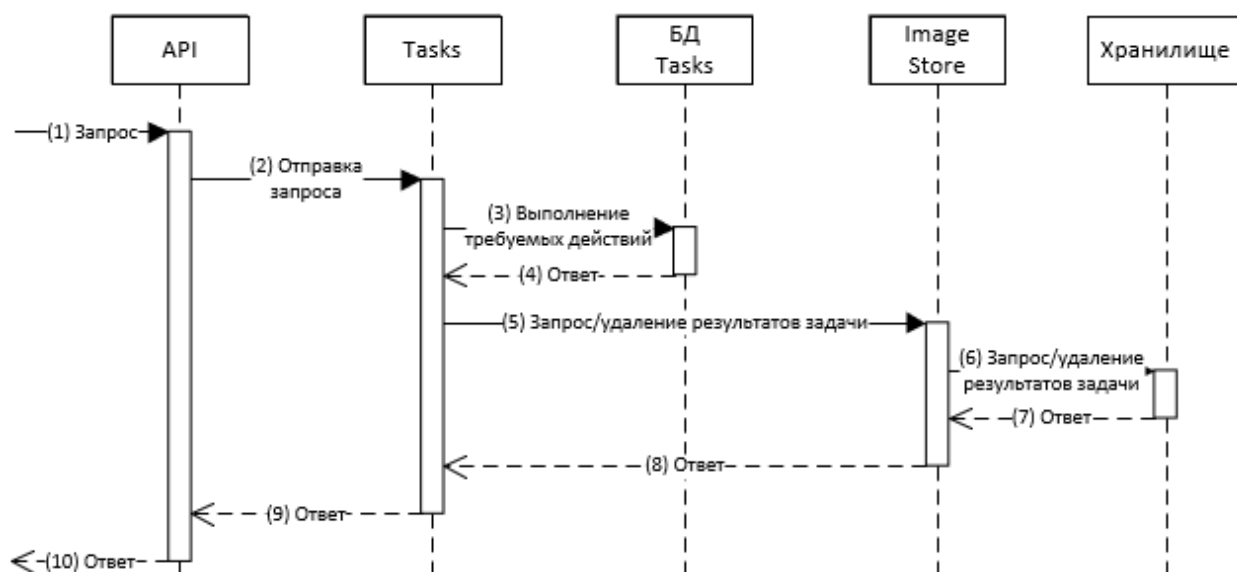 API
Tasks
БД
Tasks
Image
Store
Хранилище
(1) Запрос
(2) Отправка
запроса
(3) Выполнение
требуемых действий
(4) Ответ
(5) Запрос/удаление результатов задачи
(6) Запрос/удаление
результатов задачи
(7) Ответ
(8) Ответ
(9) Ответ
(10) Ответ